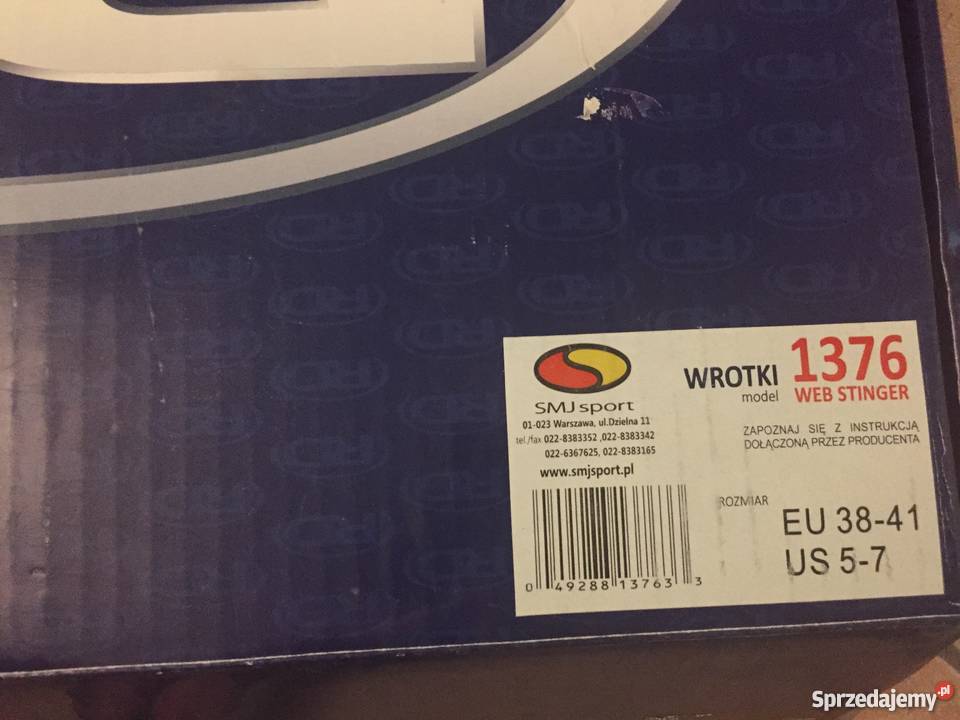 SMJ sport
01-023 Warszawa, ul.Dzielna 11
tel./fax 022-8383352 ,022-8383342
022-6367625, 022-8383165
www.smjsport.pl
0 49288 13763 3
WROTKI 1376
model WEB STINGER
ZAPOZNAJ SIĘ Z INSTRUKCJĄ
DOŁĄCZONĄ PRZEZ PRODUCENTA
ROZMIAR
EU 38-41
US 5-7
Sprzedajemy.pl